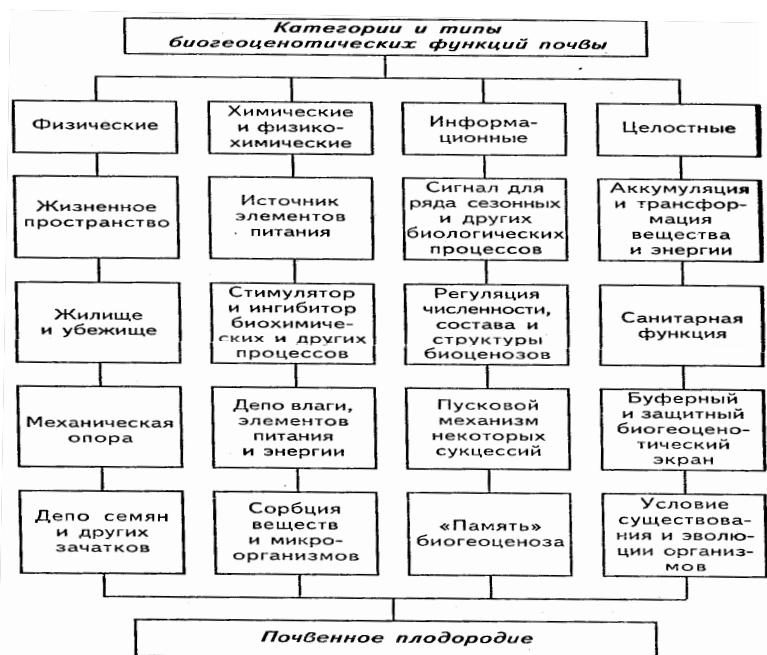 Категории и типы
биогеоценотических функций почвы
Физические
Химические
и физико-
химические
Информа-
ционные
Целостные
Жизненное
пространство
Источник
элементов
питания
Сигнал для
ряда сезонных
и других
биологических
процессов
Аккумуляция
и трансфор-
мация
вещества
и энергии
Жилище
и убежище
Стимулятор
и ингибитор
биохимиче-
ских и других
процессов
Регуляция
численности,
состава и
структуры
биоценозов
Санитарная
функция
Механическая
опора
Депо влаги,
элементов
питания
и энергии
Пусковой
механизм
некоторых
сукцессий
Буферный
и защитный
биогеоцено-
тический
экран
Депо семян
и других
зачатков
Сорбция
веществ
и микро-
организмов
«Память»
биогеоценоза
Условие
существова-
ния и эволю-
ции организ-
мов
Почвенное плодородие